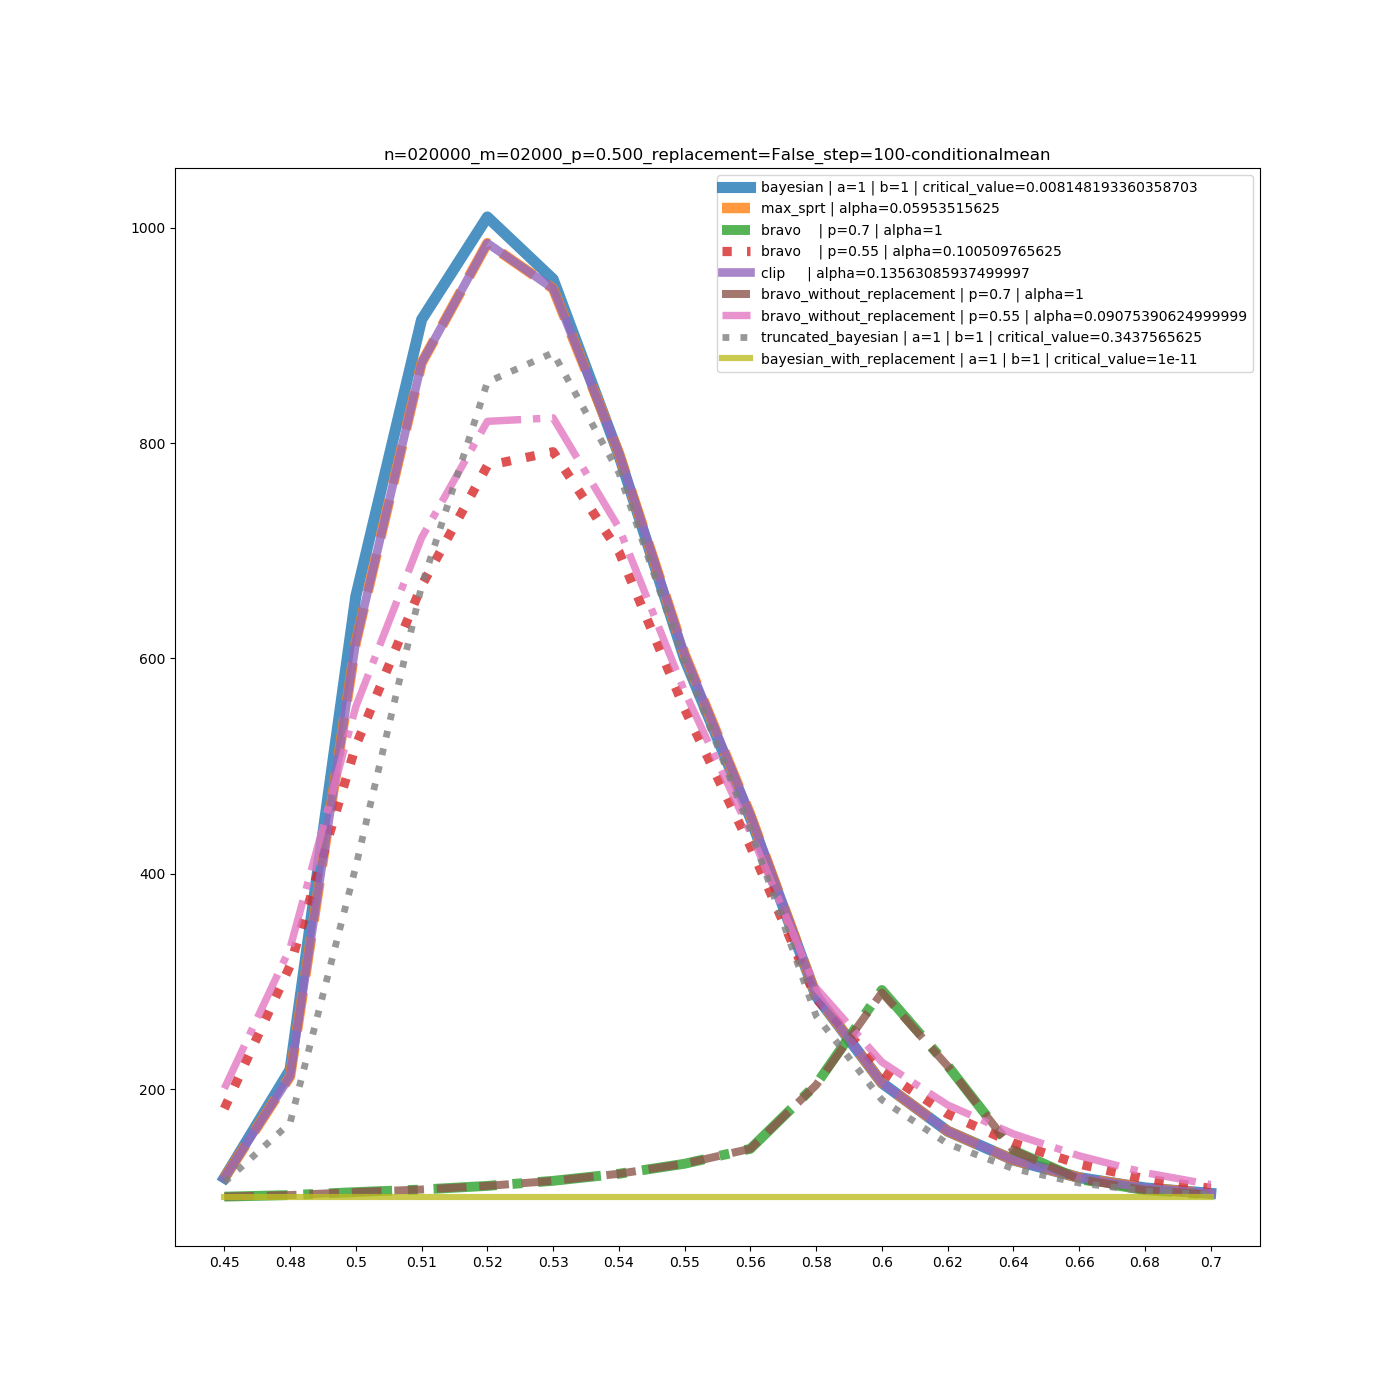 n=020000_m=02000_p=0.500_replacement=False_step=100-conditionalmean
bayesian | a=1 | b=1 | critical_value=0.008148193360358703
max_sprt | alpha=0.05953515625
bravo | p=0.7 | alpha=1
bravo | p=0.55 | alpha=0.100509765625
clip | alpha=0.13563085937499997
bravo_without_replacement | p=0.7 | alpha=1
bravo_without_replacement | p=0.55 | alpha=0.09075390624999999
truncated_bayesian | a=1 | b=1 | critical_value=0.3437565625
bayesian_with_replacement | a=1 | b=1 | critical_value=1e-11
1000
800
600
400
200
0.45 0.48 0.5 0.51 0.52 0.53 0.54 0.55 0.56 0.58 0.6 0.62 0.64 0.66 0.68 0.7